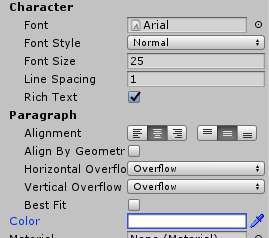 Character
Font Arial
Font Style Normal
Font Size 25
Line Spacing 1
Rich Text
Paragraph
Alignment
Align By Geometr
Horizontal Overflo Overflow
Vertical Overflow Overflow
Best Fit
Color
Material None (Material)